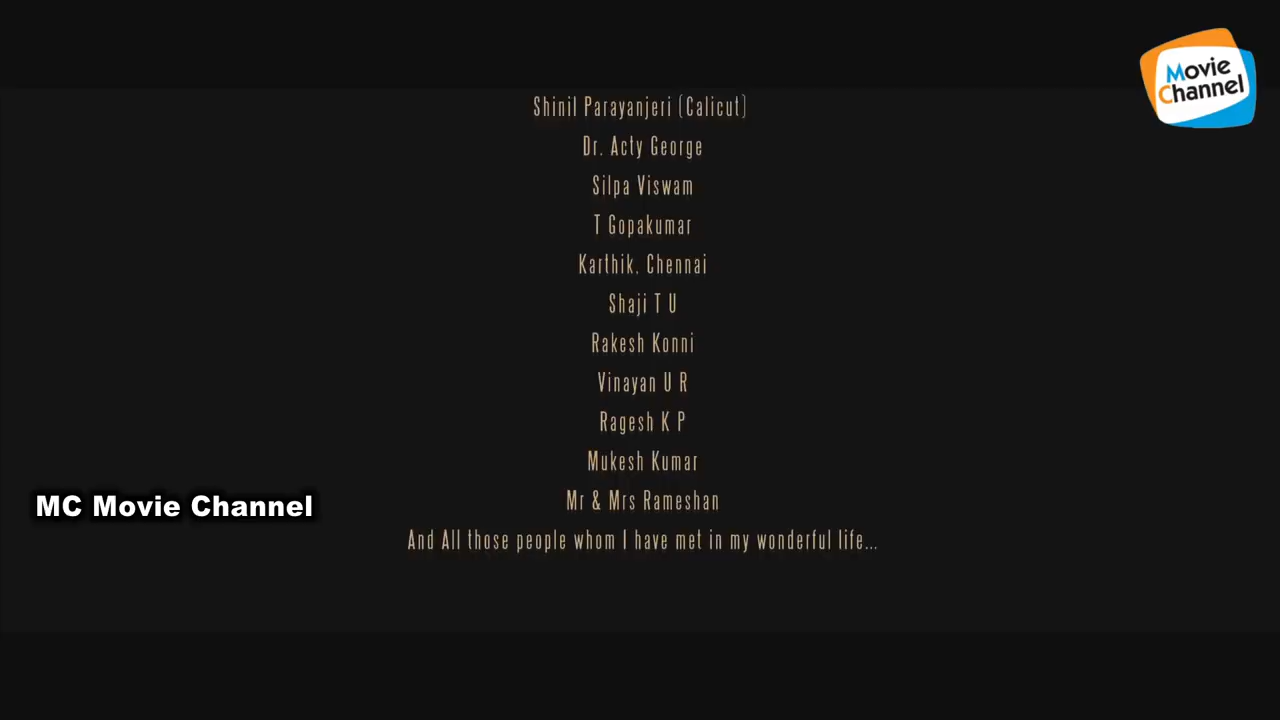 Movie
Channel
Shinil Parayanjeri (Calicut)
Dr. Acty George
Silpa Viswam
T Gopakumar
Karthik. Chennai
Shaji T U
Rakesh Konni
Vinayan U R
Ragesh K P
Mukesh Kumar
Mr & Mrs Rameshan
MC Movie Channel
And All those people whom I have met in my wonderful life...